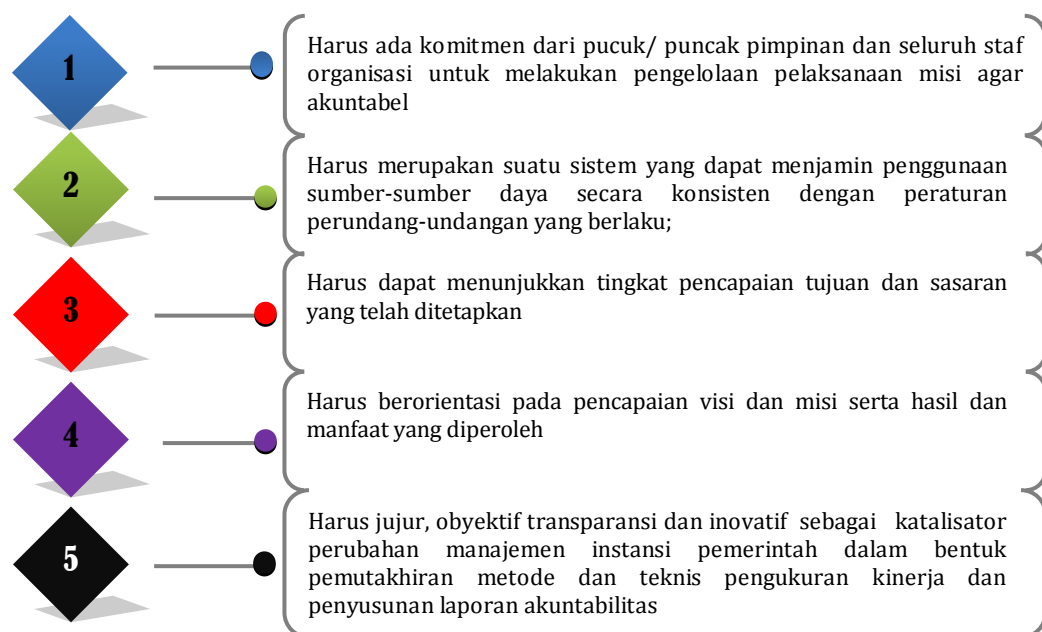 1
Harus ada komitmen dari pucuk/ puncak pimpinan dan seluruh staf
organisasi untuk melakukan pengelolaan pelaksanaan misi agar
akuntabel
2
Harus merupakan suatu sistem yang dapat menjamin penggunaan
sumber-sumber daya secara konsisten dengan peraturan
perundang-undangan yang berlaku;
3
Harus dapat menunjukkan tingkat pencapaian tujuan dan sasaran
yang telah ditetapkan
4
Harus berorientasi pada pencapaian visi dan misi serta hasil dan
manfaat yang diperoleh
5
Harus jujur, obyektif transparansi dan inovatif sebagai katalisator
perubahan manajemen instansi pemerintah dalam bentuk
pemutakhiran metode dan teknis pengukuran kinerja dan
penyusunan laporan akuntabilitas